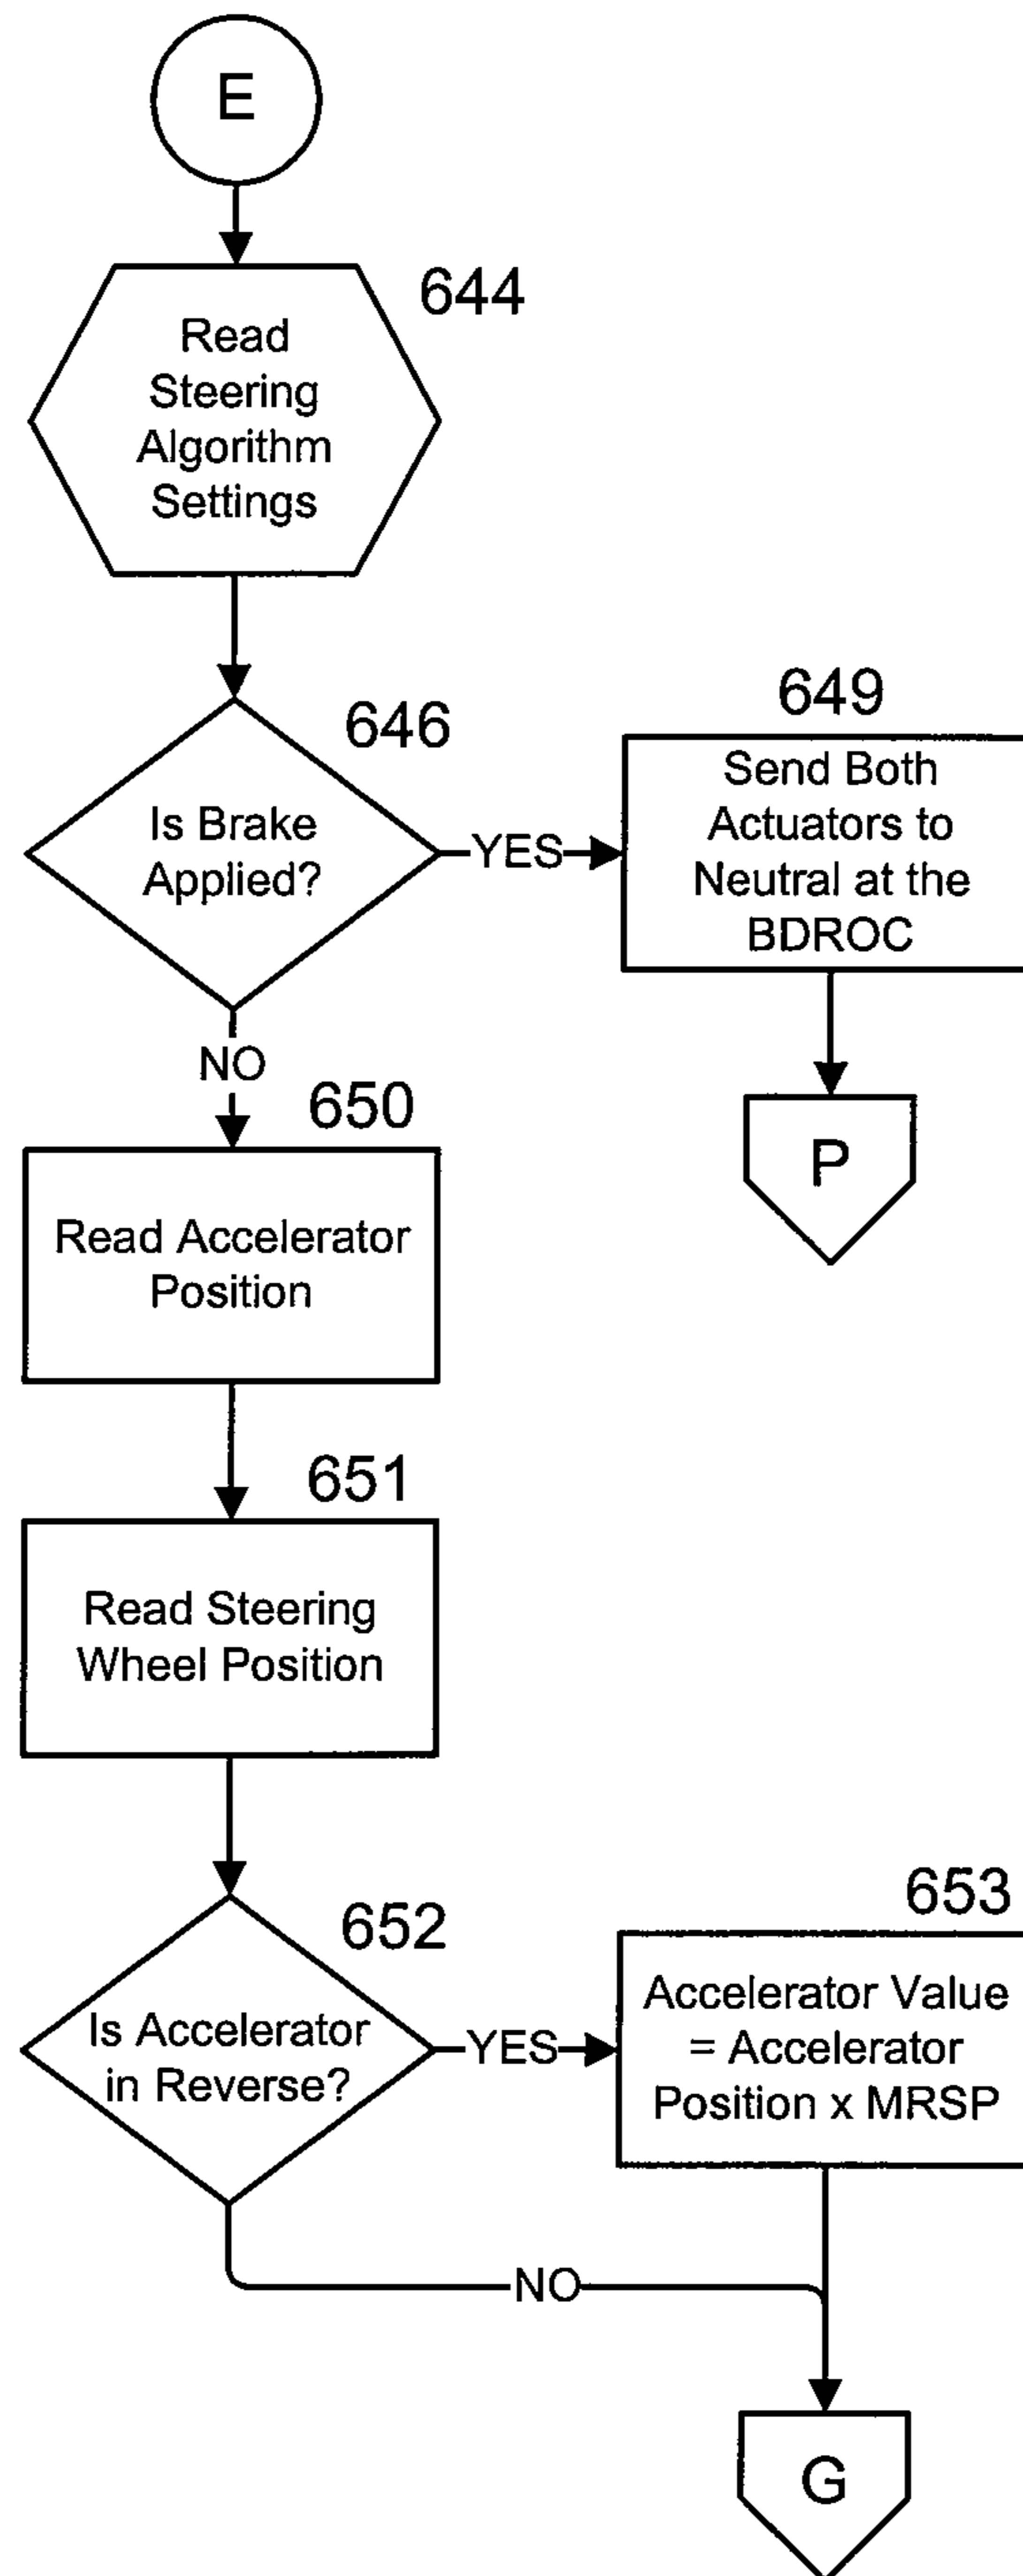 E
644
Read
Steering
Algorithm
Settings
646
Is Brake
Applied?
YES
649
Send Both
Actuators to
Neutral at the
BDROC
P
NO
650
Read Accelerator
Position
651
Read Steering
Wheel Position
652
Is Accelerator
in Reverse?
YES
653
Accelerator Value
= Accelerator
Position x MRSP
NO
G